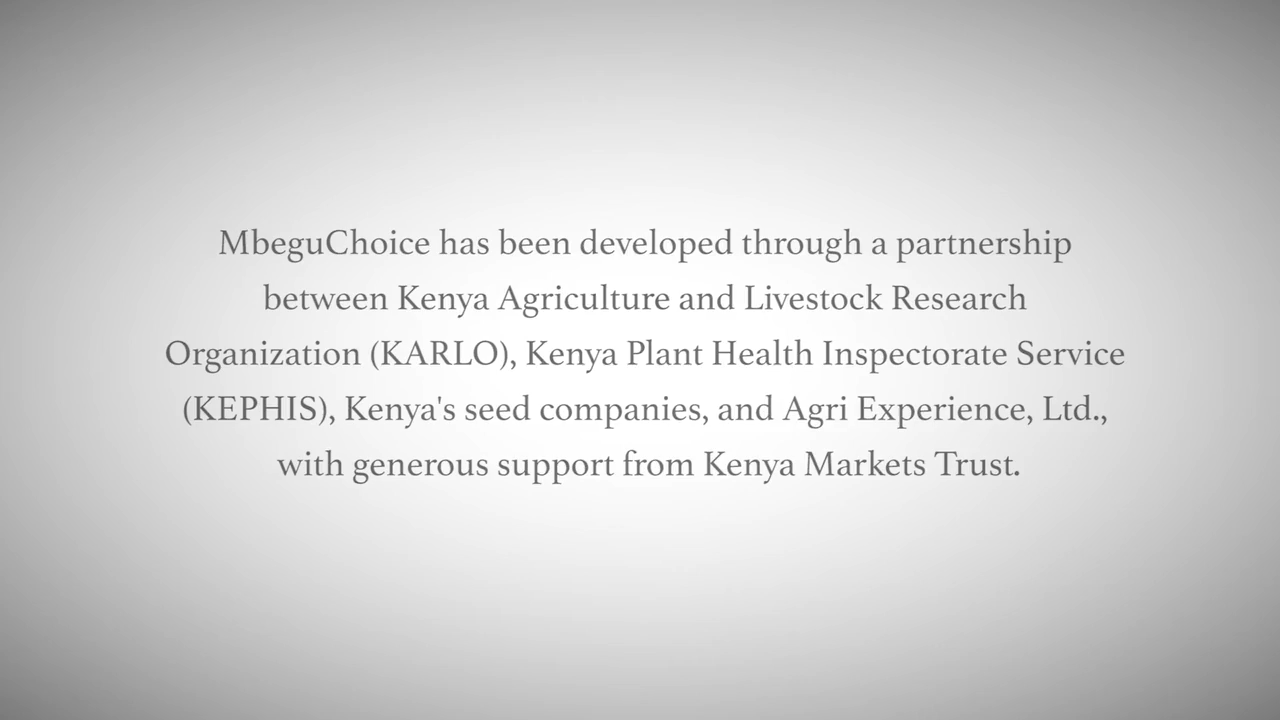 MbeguChoice has been developed through a partnership
between Kenya Agriculture and Livestock Research
Organization (KARLO), Kenya Plant Health Inspectorate Service
(KEPHIS), Kenya's seed companies, and Agri Experience, Ltd.,
with generous support from Kenya Markets Trust.